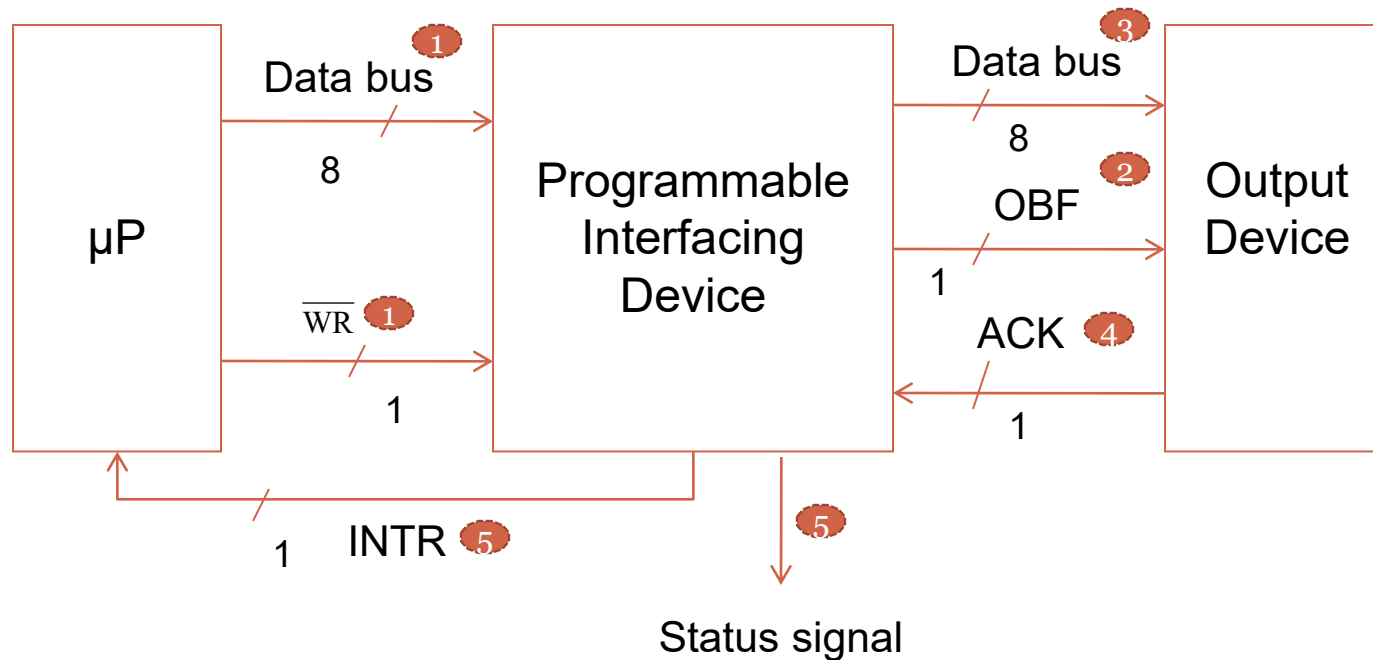 1
3
Data bus
Data bus
8
8
2
μP
Programmable
Interfacing
Device
OBF
1
Output
Device
WR 1
1
ACK 4
1
INTR 5
1
5
Status signal